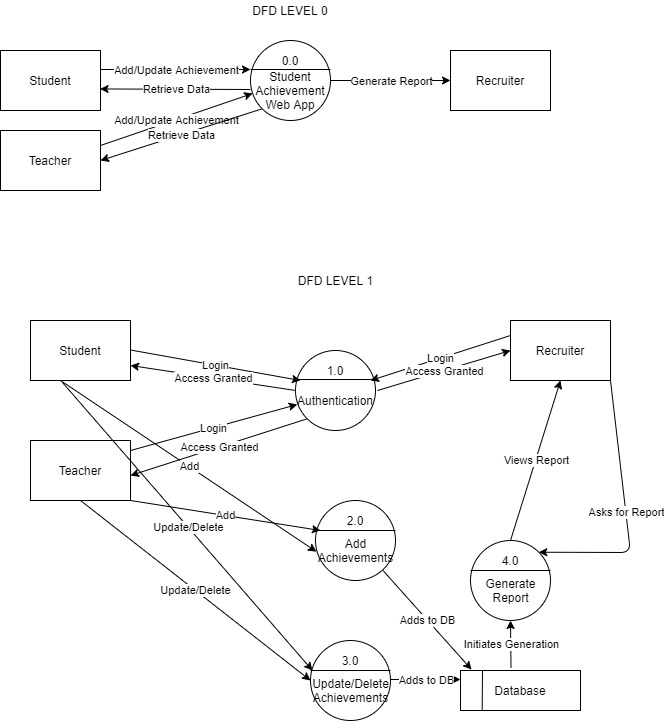 DFD LEVEL 0
Student
Add/Update Achievement
Retrieve Data
0.0
Student
Achievement
Web App
Generate Report
Recruiter
Teacher
Add/Update Achievement
Retrieve Data
DFD LEVEL 1
Student
Login
Access Granted
1.0
Authentication
Login
Access Granted
Recruiter
Teacher
Login
Access Granted
Add
Add
Update/Delete
Update/Delete
2.0
Add
Achievements
Views Report
Asks for Report
4.0
Generate
Report
Adds to DB
Initiates Generation
3.0
Update/Delete
Achievements
Adds to DB
Database